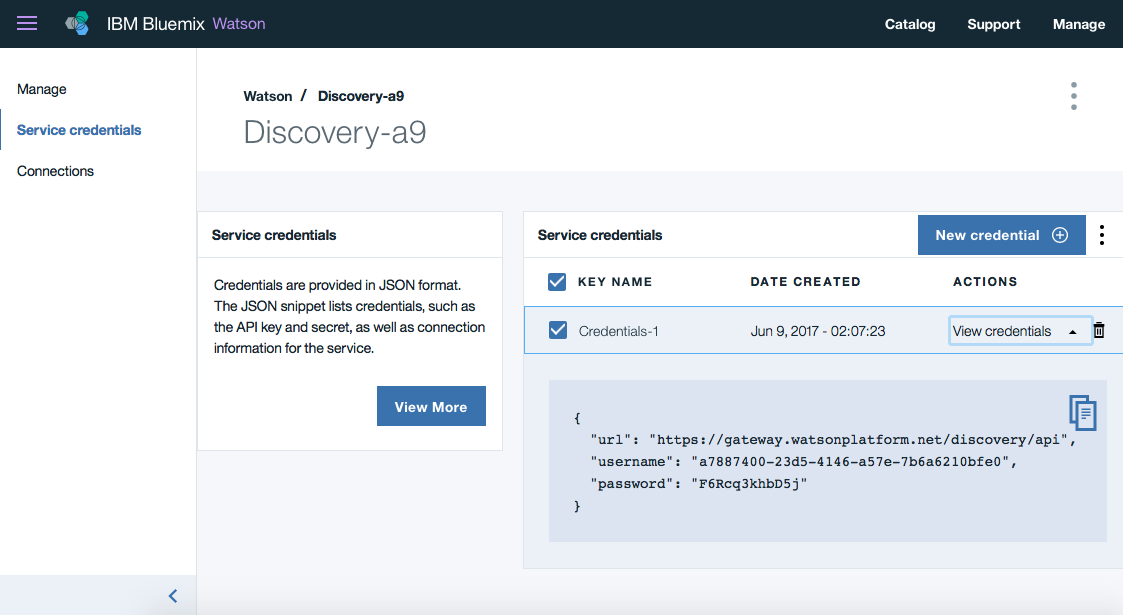 IBM Bluemix Watson
Catalog Support Manage
Manage
Service credentials
Connections
Watson / Discovery-a9
Discovery-a9
Service credentials
Credentials are provided in JSON format.
The JSON snippet lists credentials, such as
the API key and secret, as well as connection
information for the service.
View More
Service credentials
New credential
KEY NAME DATE CREATED ACTIONS
Credentials-1 Jun 9, 2017 - 02:07:23 View credentials
{
"url": "https://gateway.watsonplatform.net/discovery/api",
"username": "a7887400-23d5-4146-a57e-7b6a6210bfe0",
"password": "F6Rcq3khbD5j"
}